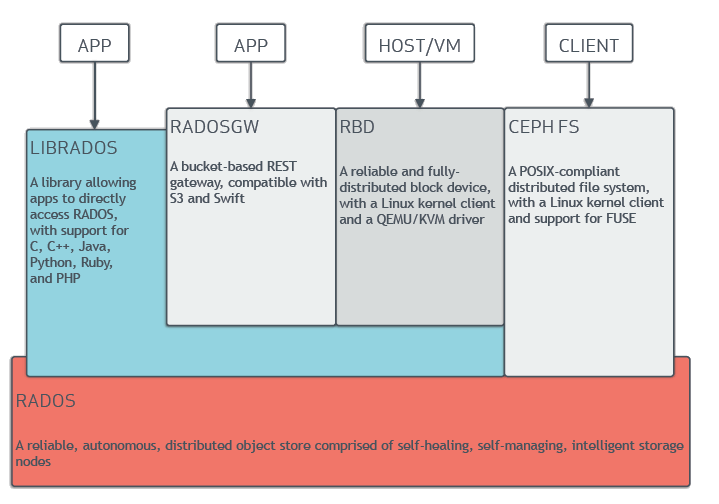 APP
APP
HOST/VM
CLIENT
LIBRADOS
A library allowing
apps to directly
access RADOS,
with support for
C, C++, Java,
Python, Ruby,
and PHP
RADOSGW
A bucket-based REST
gateway, compatible with
S3 and Swift
RBD
A reliable and fully-
distributed block device,
with a Linux kernel client
and a QEMU/KVM driver
CEPH FS
A POSIX-compliant
distributed file system,
with a Linux kernel client
and support for FUSE
RADOS
A reliable, autonomous, distributed object store comprised of self-healing, self-managing, intelligent storage
nodes